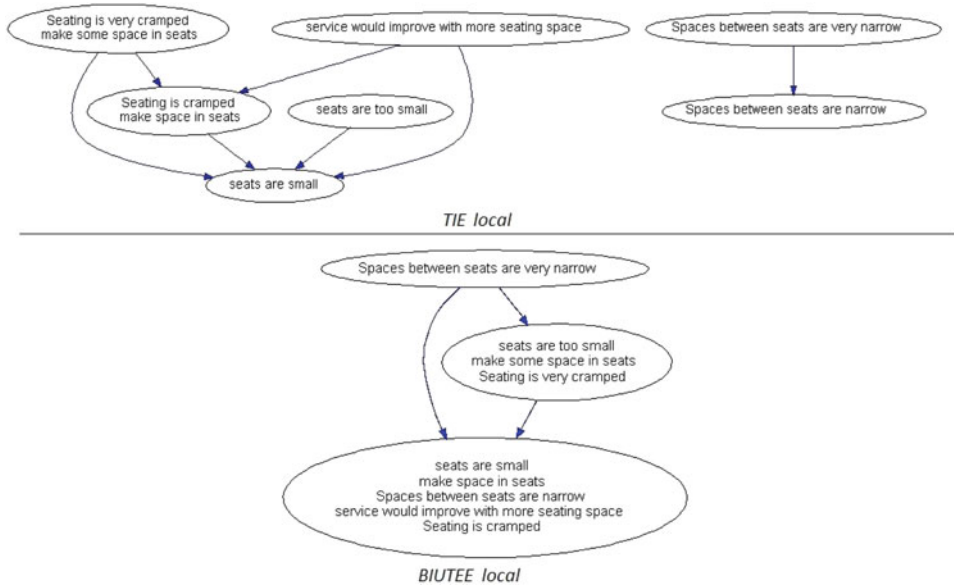 Seating is very cramped
make some space in seats
service would improve with more seating space
Spaces between seats are very narrow
Seating is cramped
make space in seats
seats are too small
Spaces between seats are narrow
seats are small
TIE local
Spaces between seats are very narrow
seats are too small
make some space in seats
Seating is very cramped
seats are small
make space in seats
Spaces between seats are narrow
service would improve with more seating space
Seating is cramped
BIUTEE local